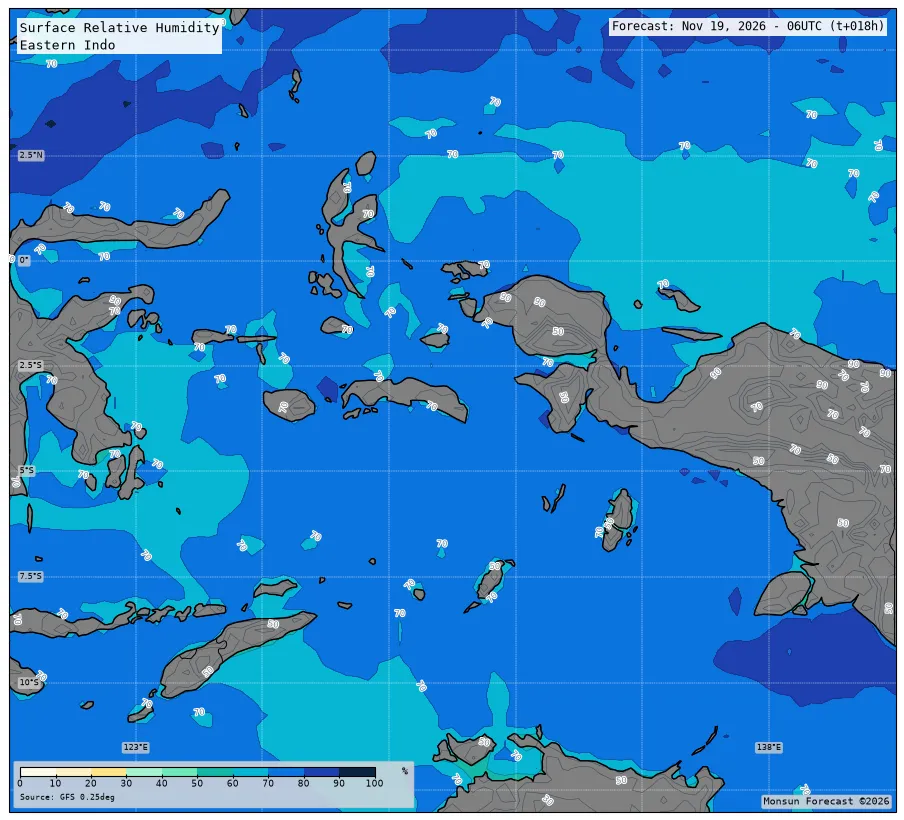 Surface Relative Humidity
Eastern Indo
Forecast: Nov 19, 2026 - 06UTC (t+018h)
2.5°N
0°
2.5°S
5°S
7.5°S
10°S
123°E
138°E
0 10 20 30 40 50 60 70 80 90 100 %
Source: GFS 0.25deg
Monsun Forecast ©2026